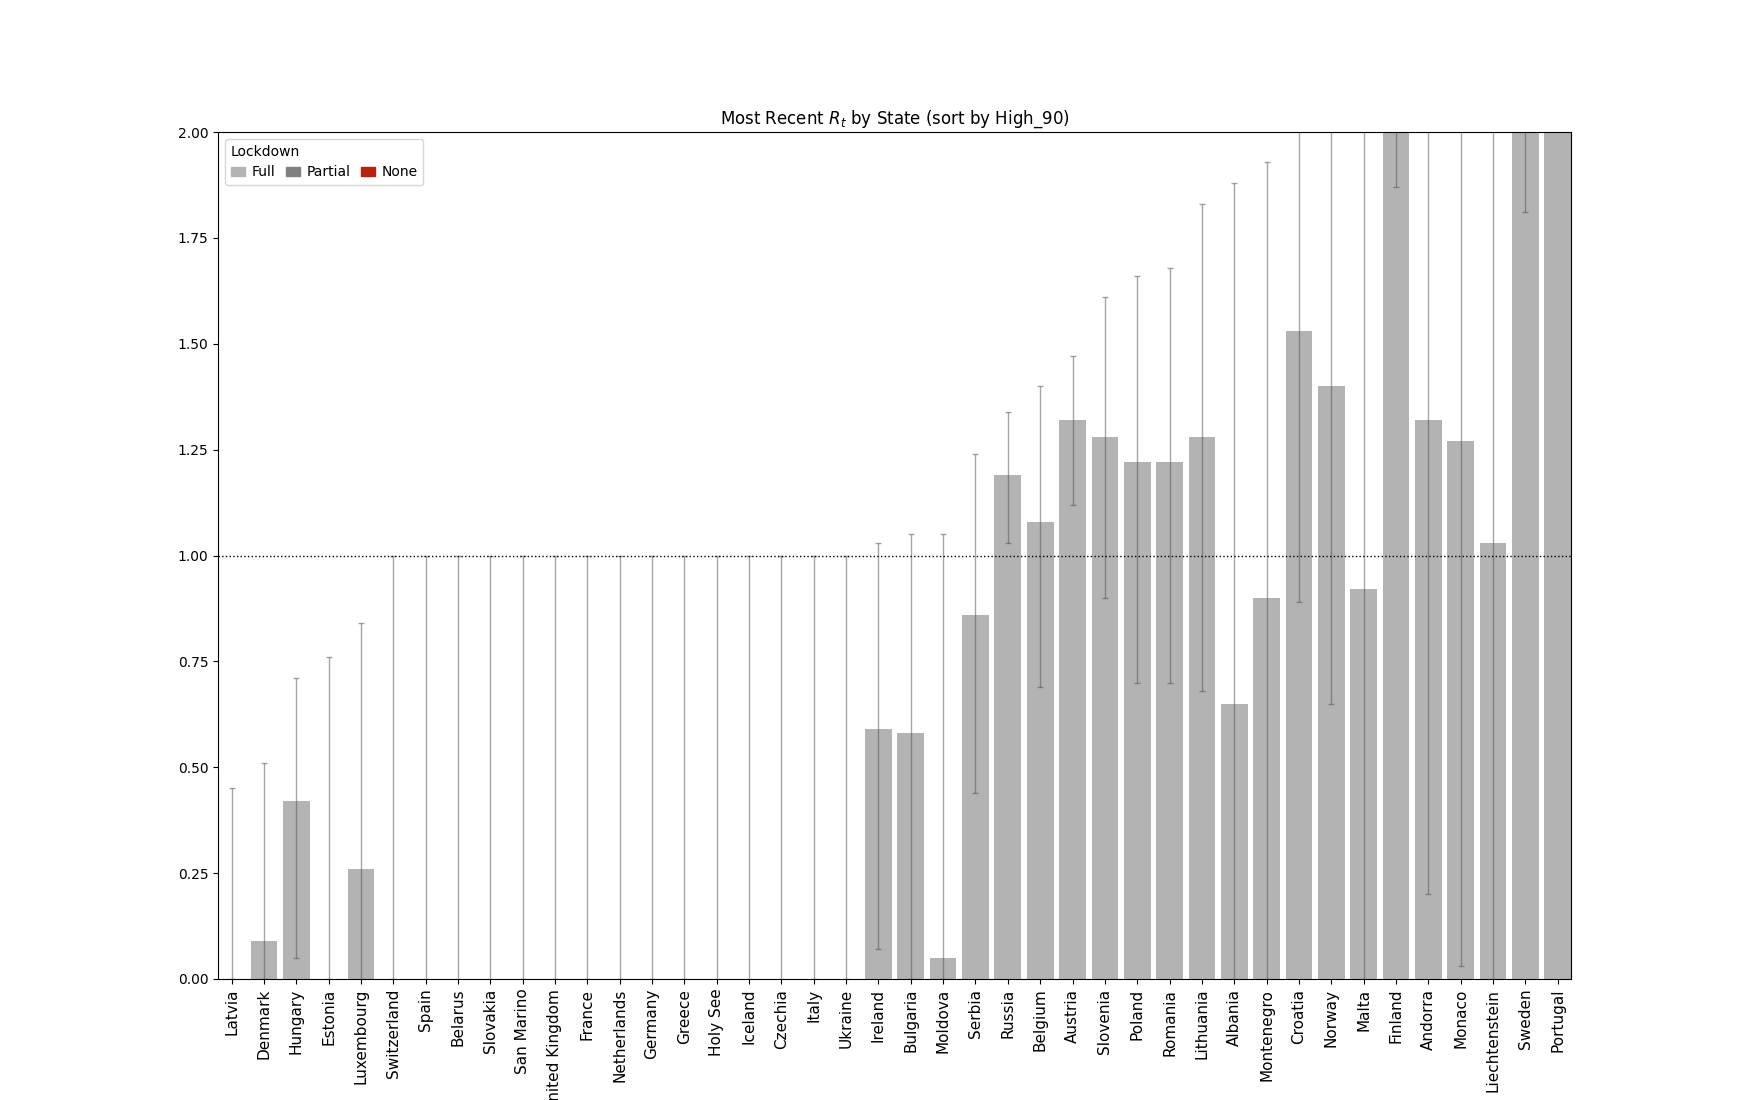 Most Recent R_t by State (sort by High_90)
Lockdown
Full Partial None
2.00
1.75
1.50
1.25
1.00
0.75
0.50
0.25
0.00
Latvia
Denmark
Hungary
Estonia
Luxembourg
Switzerland
Spain
Belarus
Slovakia
San Marino
nited Kingdom
France
Netherlands
Germany
Greece
Holy See
Iceland
Czechia
Italy
Ukraine
Ireland
Bulgaria
Moldova
Serbia
Russia
Belgium
Austria
Slovenia
Poland
Romania
Lithuania
Albania
Montenegro
Croatia
Norway
Malta
Finland
Andorra
Monaco
Liechtenstein
Sweden
Portugal